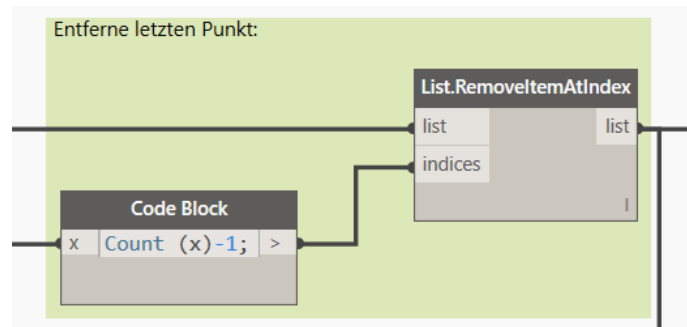 Entferne letzten Punkt:
List.RemoveItemAtIndex
list list
indices
l
Code Block
x Count (x)-1; >